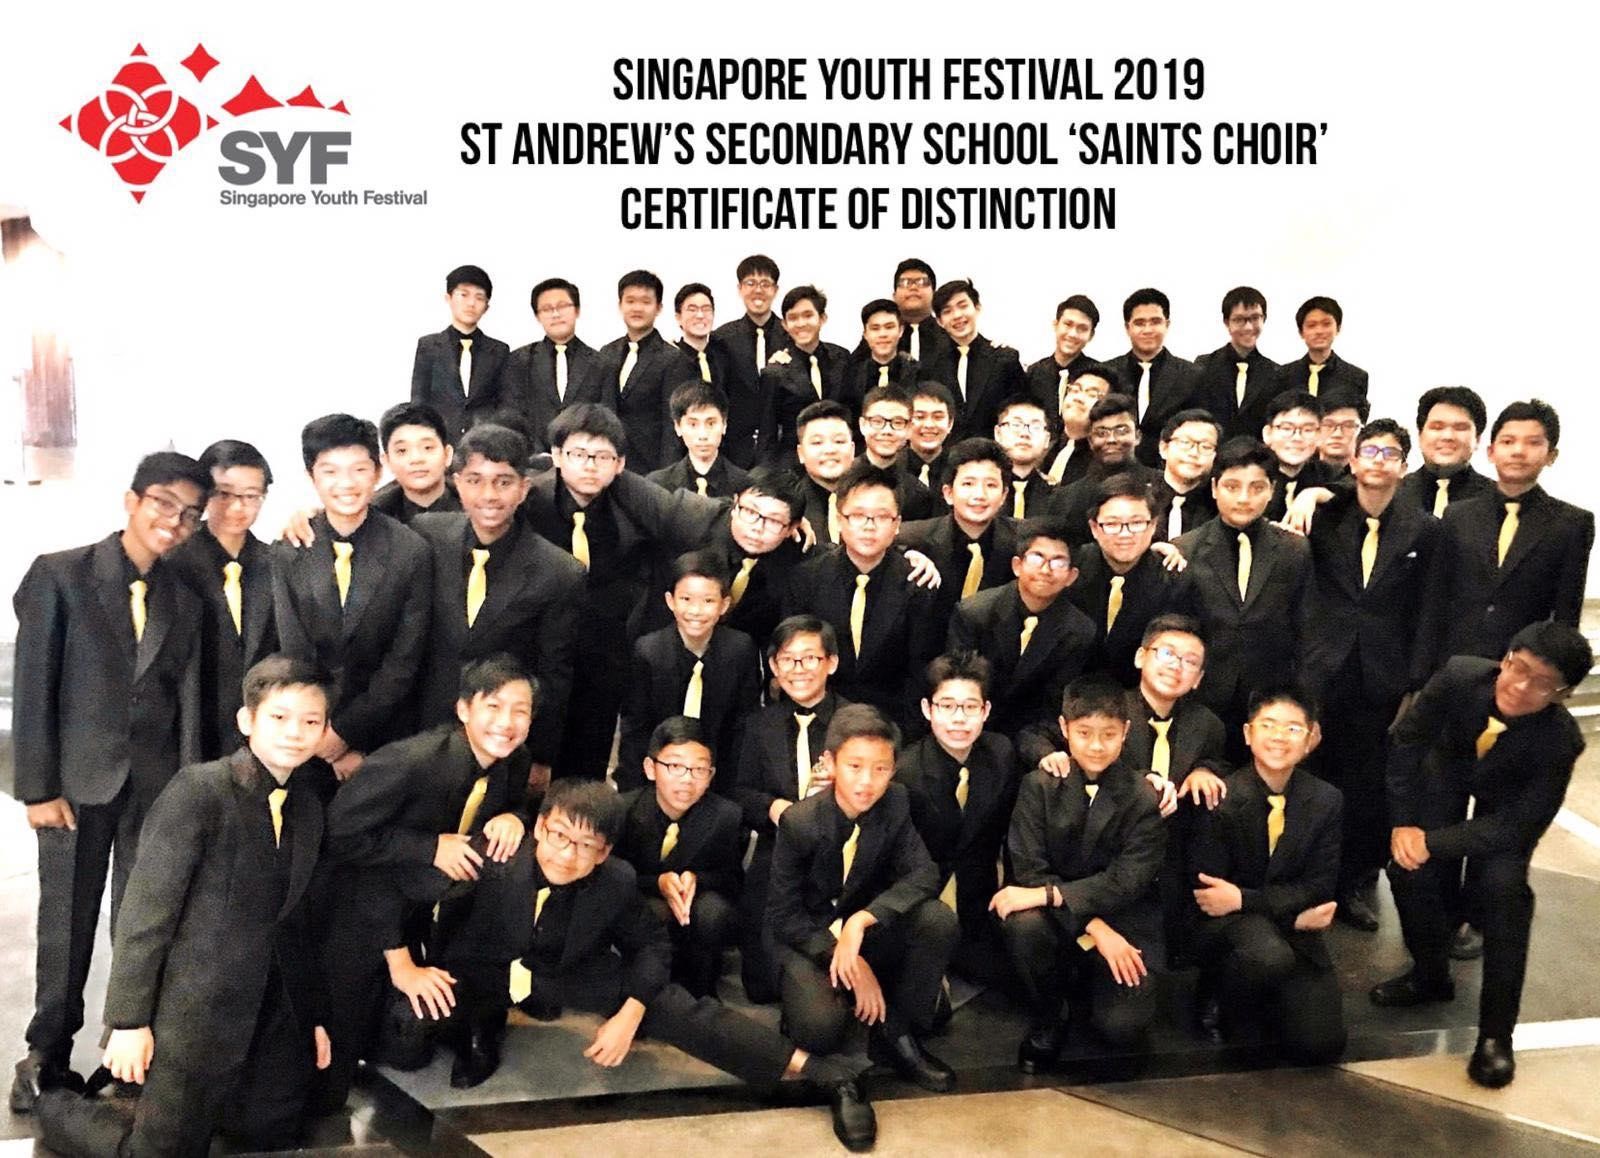 SINGAPORE YOUTH FESTIVAL 2019
ST ANDREW'S SECONDARY SCHOOL ‘SAINTS CHOIR’
CERTIFICATE OF DISTINCTION
SYF
Singapore Youth Festival